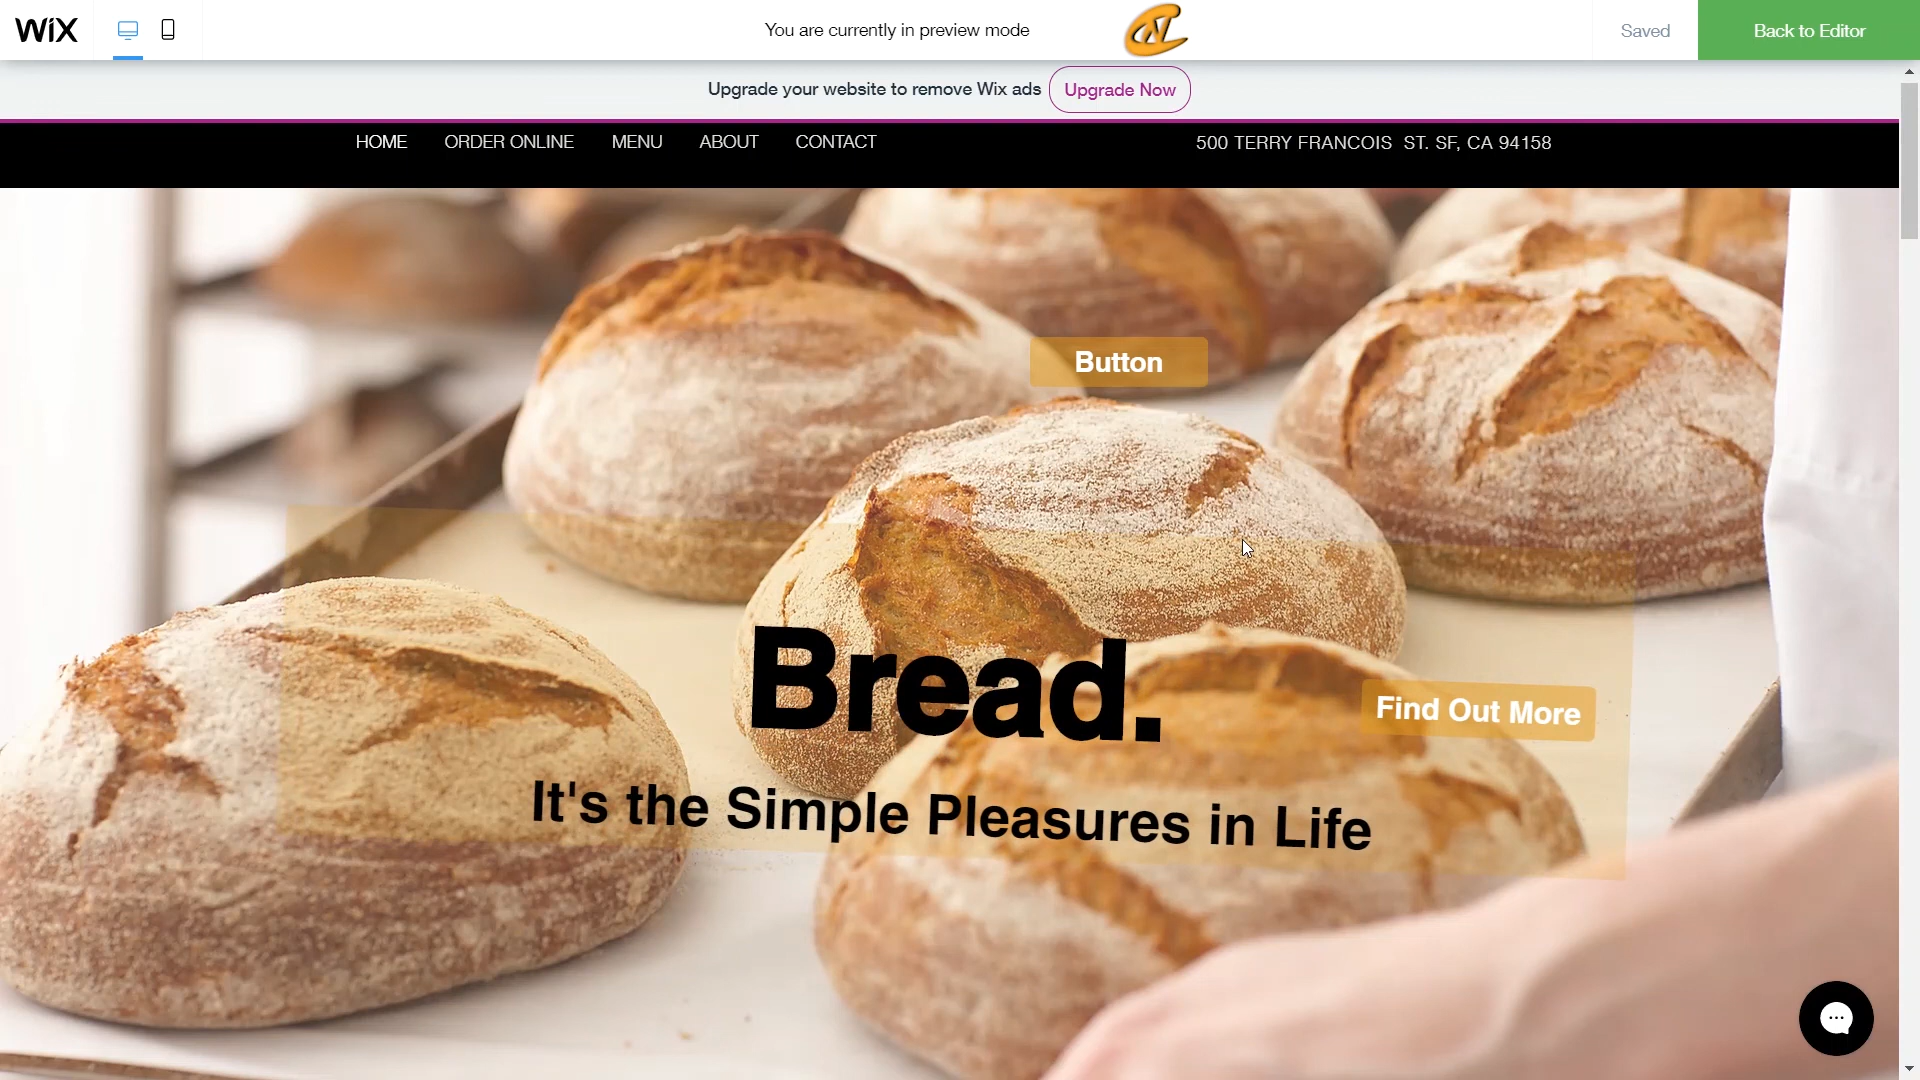 WiX
You are currently in preview mode
Saved
Back to Editor
Upgrade your website to remove Wix ads
Upgrade Now
HOME
ORDER ONLINE
MENU
ABOUT
CONTACT
500 TERRY FRANCOIS ST. SF, CA 94158
Button
Bread.
Find Out More
It's the Simple Pleasures in Life